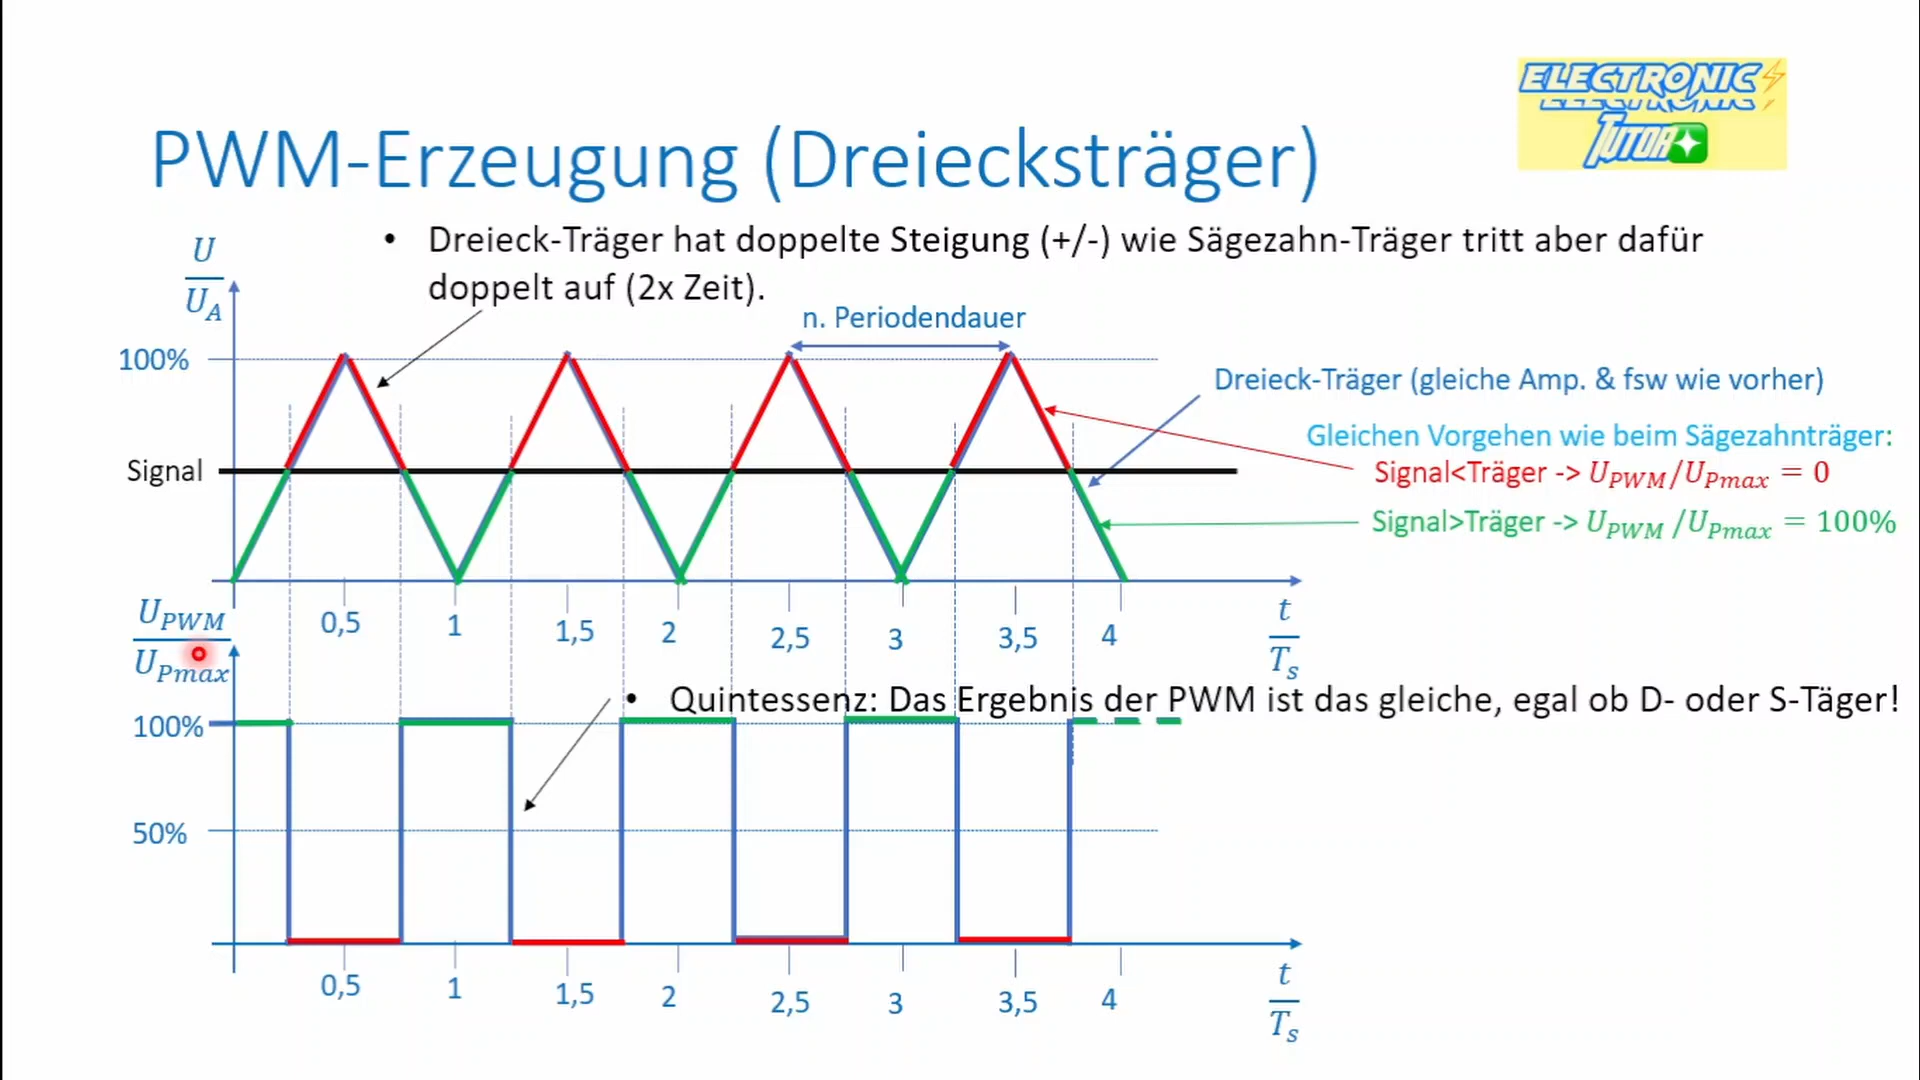 ELECTRONIC
TUTOR
PWM-Erzeugung (Dreiecksträger)
• Dreieck-Träger hat doppelte Steigung (+/-) wie Sägezahn-Träger tritt aber dafür
doppelt auf (2x Zeit).
U
U_A
n. Periodendauer
100%
Dreieck-Träger (gleiche Amp. & fsw wie vorher)
Gleichen Vorgehen wie beim Sägezahnträger:
Signal
Signal<Träger -> U_PWM/U_Pmax = 0
Signal>Träger -> U_PWM /U_Pmax = 100%
0,5 1 1,5 2 2,5 3 3,5 4
t
T_s
U_PWM
U_Pmax
• Quintessenz: Das Ergebnis der PWM ist das gleiche, egal ob D- oder S-Täger!
100%
50%
0,5 1 1,5 2 2,5 3 3,5 4
t
T_s